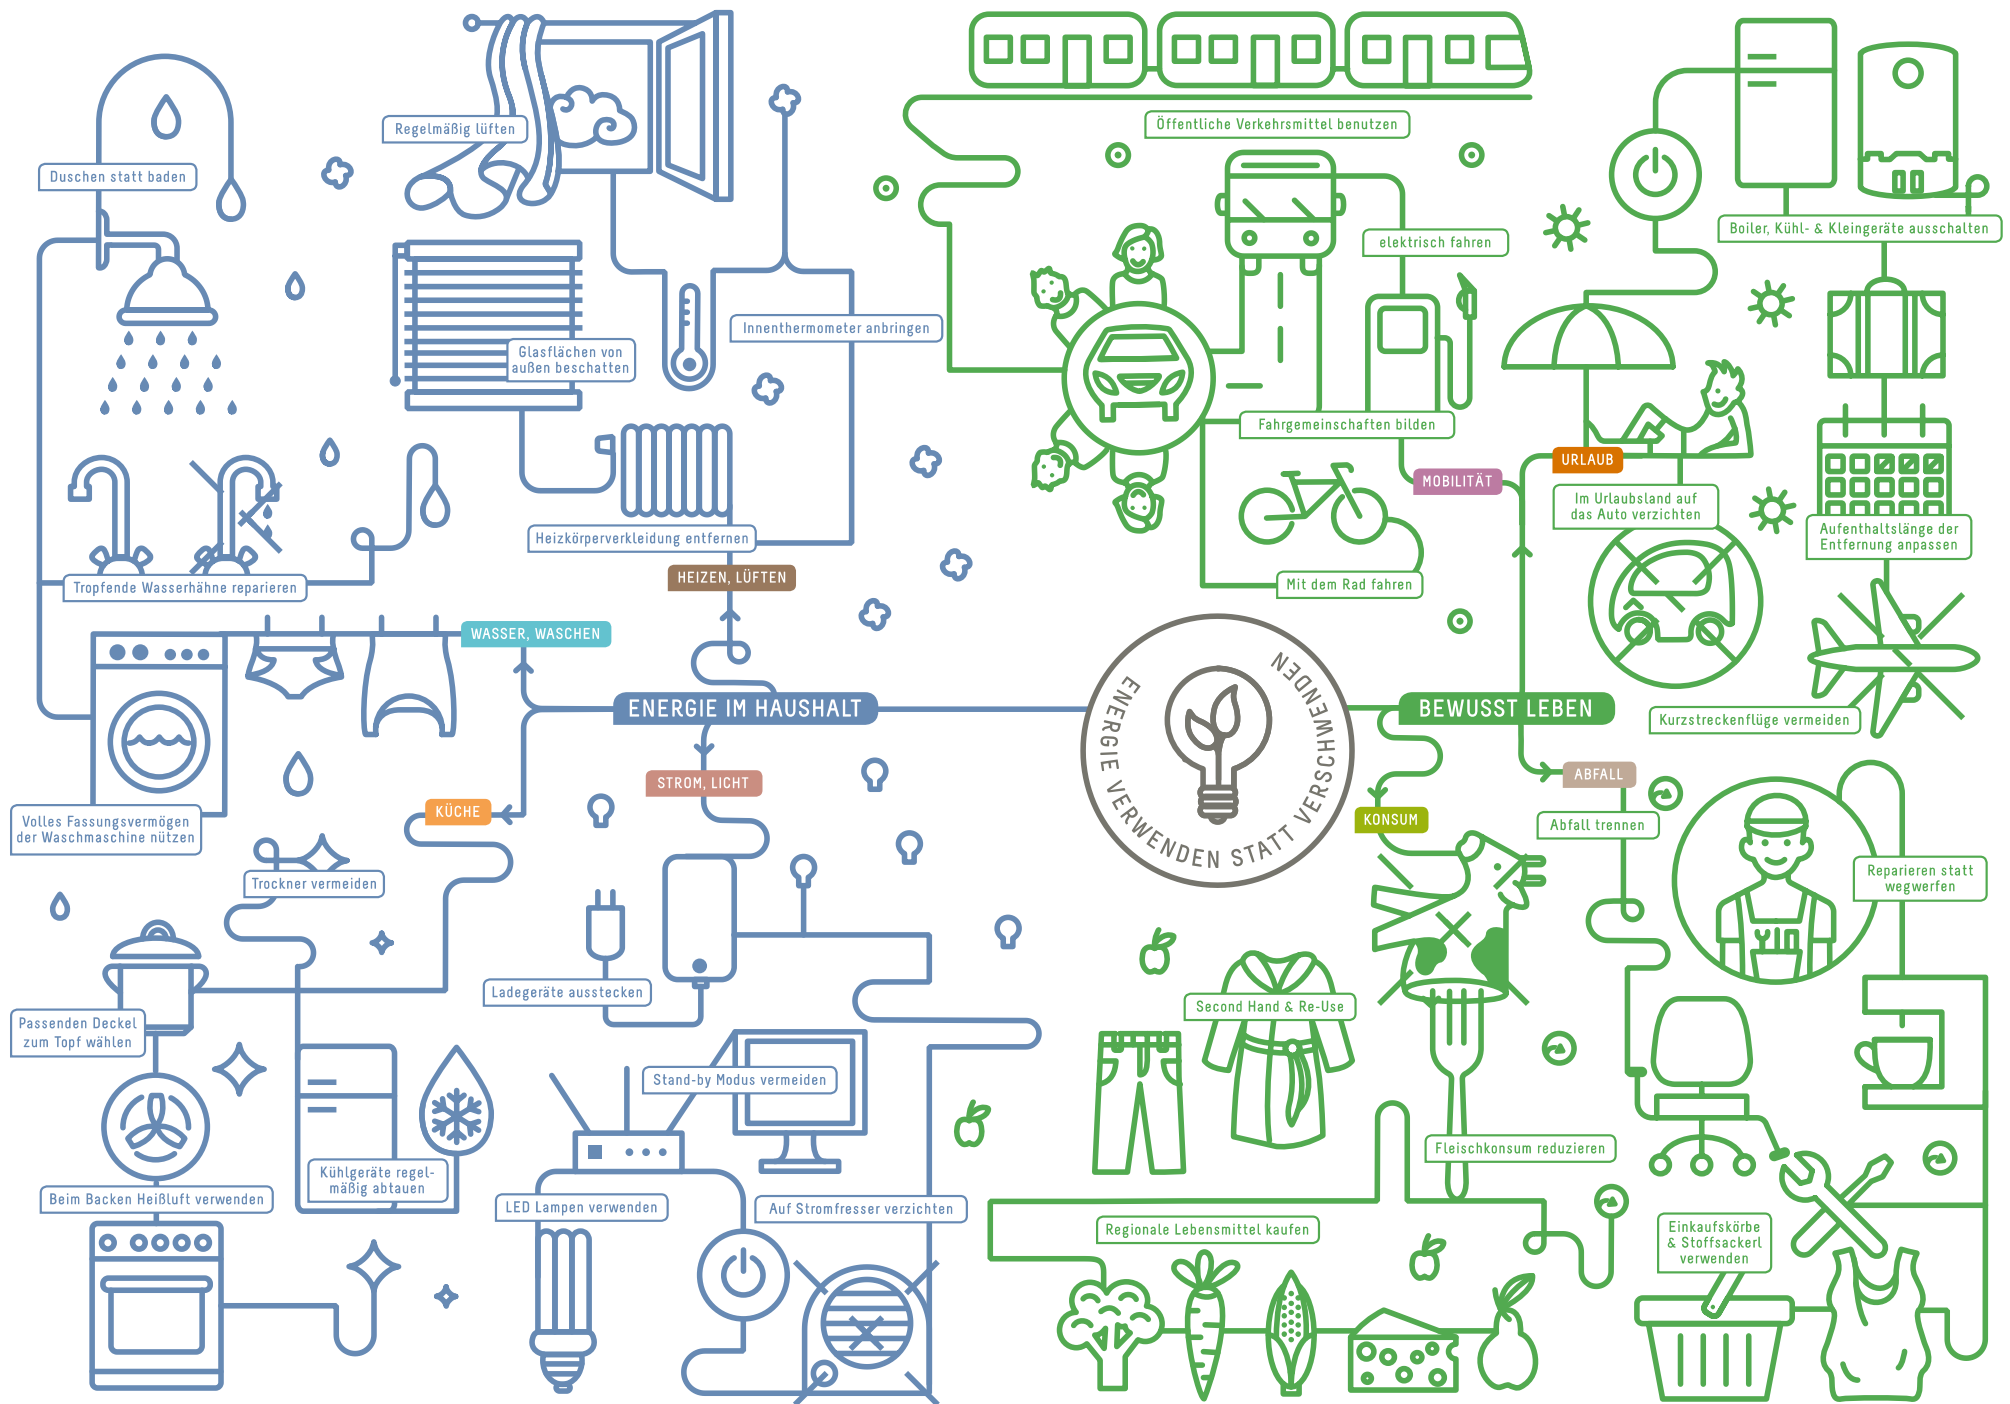 Regelmäßig lüften
Duschen statt baden
Innenthermometer anbringen
Glasflächen von
außen beschatten
Heizkörperverkleidung entfernen
HEIZEN, LÜFTEN
Tropfende Wasserhähne reparieren
WASSER, WASCHEN
ENERGIE IM HAUSHALT
STROM, LICHT
KÜCHE
Volles Fassungsvermögen
der Waschmaschine nützen
Trockner vermeiden
Ladegeräte ausstecken
Passenden Deckel
zum Topf wählen
Stand-by Modus vermeiden
Kühlgeräte regel-
mäßig abtauen
Beim Backen Heißluft verwenden
LED Lampen verwenden
Auf Stromfresser verzichten
ENERGIE VERWENDEN STATT VERSCHWENDEN
Öffentliche Verkehrsmittel benutzen
elektrisch fahren
Boiler, Kühl- & Kleingeräte ausschalten
Fahrgemeinschaften bilden
URLAUB
MOBILITÄT
Im Urlaubsland auf
das Auto verzichten
Aufenthaltslänge der
Entfernung anpassen
Mit dem Rad fahren
BEWUSST LEBEN
Kurzstreckenflüge vermeiden
ABFALL
KONSUM
Abfall trennen
Reparieren statt
wegwerfen
Second Hand & Re-Use
Fleischkonsum reduzieren
Regionale Lebensmittel kaufen
Einkaufskörbe
& Stoffsackerl
verwenden